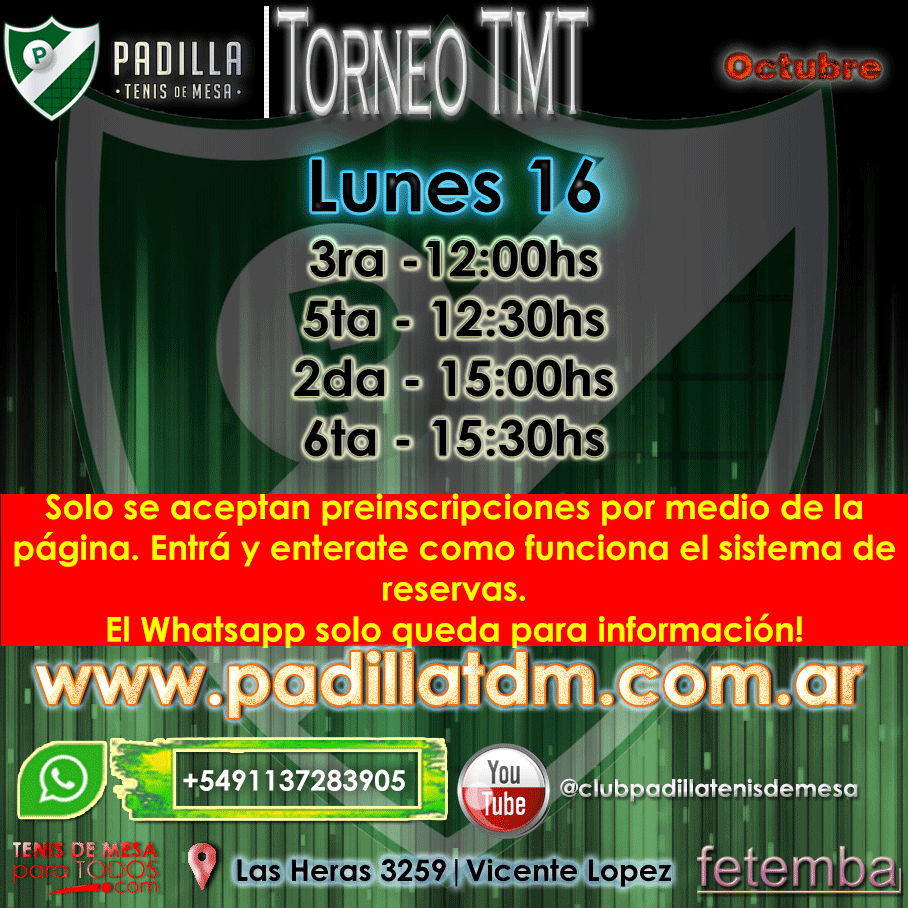 P
PADILLA
·TENIS DE MESA·
TORNEO TMT
Octubre
Lunes 16
3ra -12:00hs
5ta - 12:30hs
2da - 15:00hs
6ta - 15:30hs
Solo se aceptan preinscripciones por medio de la
página. Entrá y enterate como funciona el sistema de
reservas.
El Whatsapp solo queda para información!
www.padillatdm.com.ar
+5491137283905
You
Tube
@clubpadillatenisdemesa
TENIS DE MESA
para TODOS
.com
Las Heras 3259|Vicente Lopez
fetemba